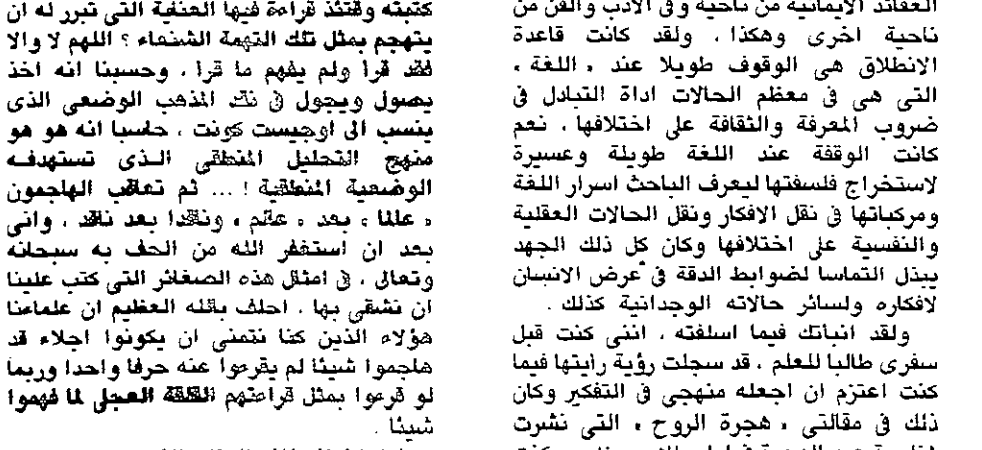 العقائد الايمانية من ناحية وفى الادب والفن من
ناحية اخرى وهكذا . ولقد كانت قاعدة
الانطلاق هى الوقوف طويلا عند « اللغة »
التى هى فى معظم الحالات اداة التبادل فى
ضروب المعرفة والثقافة على اختلافها . نعم
كانت الوقفة عند اللغة طويلة وعسيرة
لاستخراج فلسفتها ليعرف الباحث اسرار اللغة
ومركباتها فى نقل الافكار ونقل الحالات العقلية
والنفسية على اختلافها وكان كل ذلك الجهد
يبذل التماسا لضوابط الدقة فى عرض الانسان
لافكاره ولسائر حالاته الوجدانية كذلك .
ولقد انبأتك فيما اسلفته ، اننى كنت قبل
سفرى طالبا للعلم ، قد سجلت رؤية رايتها فيما
كنت اعتزم ان اجعله منهجى فى التفكير وكان
ذلك فى مقالتى « هجرة الروح » التى نشرت
كتبته وقتئذ قراءة فيها العناية التى تبرر له ان
يتهجم بمثل تلك التهمة الشنعاء ؟ اللهم لا والا
فقد قرا ولم يفهم ما قرا . وحسبنا انه اخذ
يصول ويجول فى نقد المذهب الوضعى الذى
ينسب الى اوجيست كونت ، حاسبا انه هو هو
منهج التحليل المنطقى الذى تستهدفه
الوضعية المنطقية ! ... ثم تعاقب الهاجمون
« عالما » بعد « عالم » ونقدا بعد ناقد . وانى
بعد ان استغفر الله من الحلف به سبحانه
وتعالى ، فى امثال هذه الصغائر التى كتب علينا
ان نشقى بها ، احلف بالله العظيم ان علماءنا
هؤلاء الذين كنا نتمنى ان يكونوا اجلاء قد
هاجموا شيئا لم يقرءوا عنه حرفا واحدا وربما
لو قرءوا بمثل قراءتهم القلقة العجلى لما فهموا
شيئا .